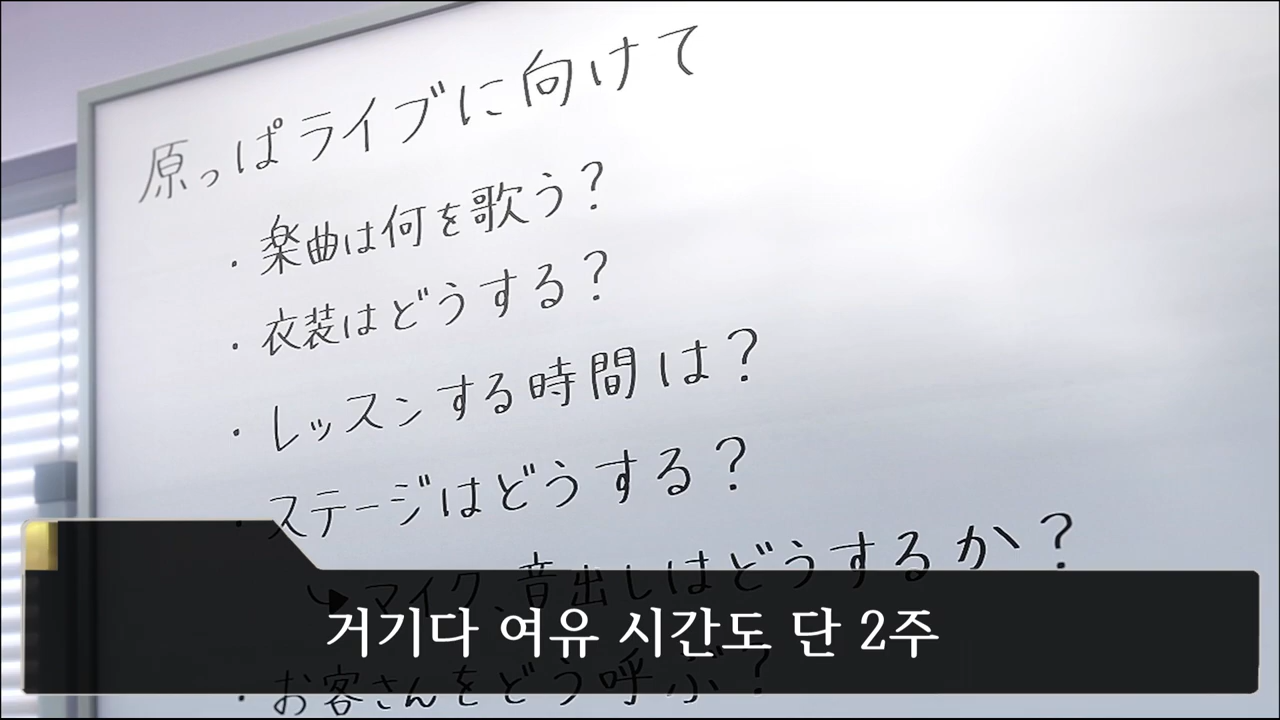 原っぱライブに向けて
・楽曲は何を歌う？
・衣装はどうする？
・レッスンする時間は？
・ステージはどうする？
↳マイク、音出しはどうするか？
거기다 여유 시간도 단 2주
・お客さんをどう呼ぶ？